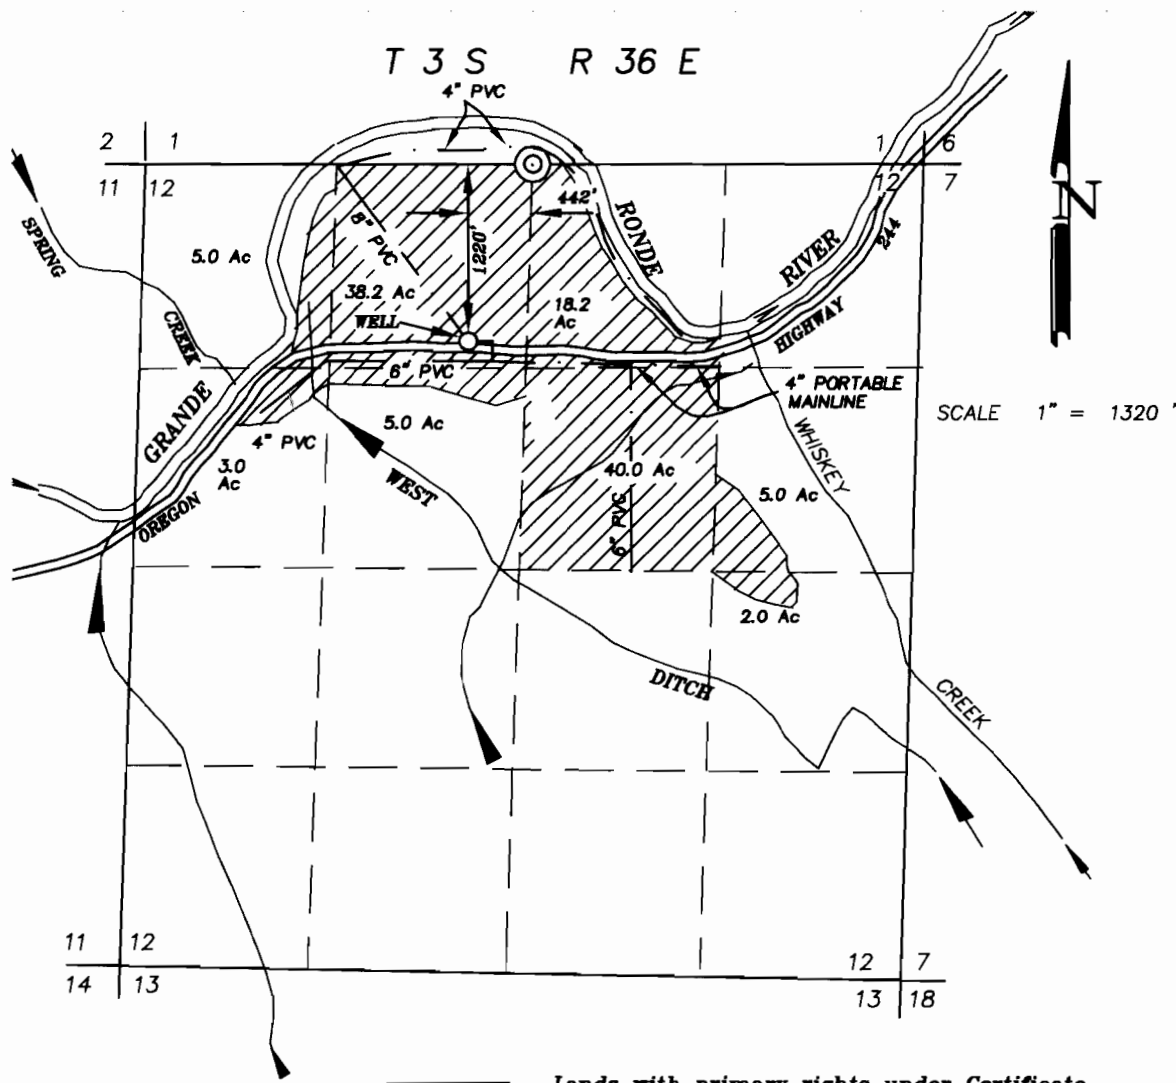 T 3 S R 36 E
4" PVC
2 1
1 6
11 12
12 7
SPRING
CREEK
5.0 Ac
8" PVC
442'
1220'
RONDE
RIVER
244
HIGHWAY
38.2 Ac
18.2
Ac
WELL
6" PVC
4" PORTABLE
MAINLINE
SCALE 1" = 1320 '
N
GRANDE
4" PVC
5.0 Ac
WHISKEY
3.0
Ac
WEST
40.0 Ac
5.0 Ac
OREGON
6" PVC
2.0 Ac
DITCH
CREEK
11 12
12 7
14 13
13 18
Lands with primary rights under Certificate